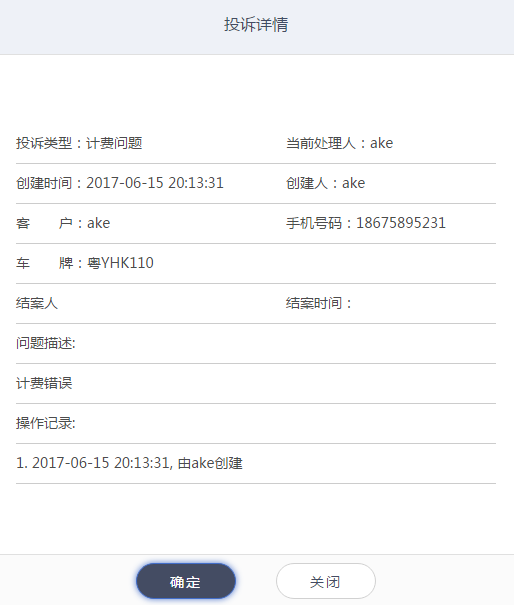 投诉详情
投诉类型：计费问题 当前处理人：ake
创建时间：2017-06-15 20:13:31 创建人：ake
客 户：ake 手机号码：18675895231
车 牌：粤YHK110
结案人 结案时间：
问题描述:
计费错误
操作记录:
1. 2017-06-15 20:13:31, 由ake创建
确定 关闭